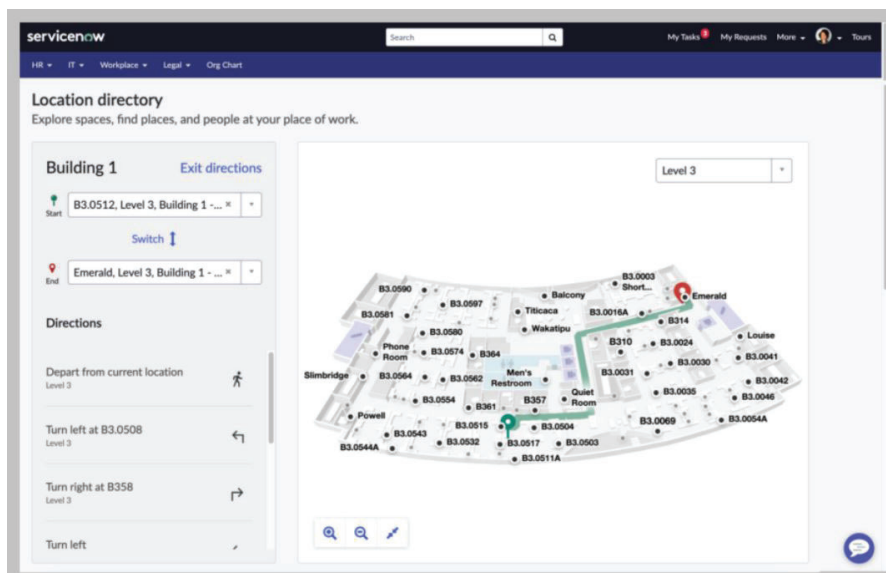 servicenow
Search
My Tasks 3 My Requests More Tours
HR IT Workplace Legal Org Chart
Location directory
Explore spaces, find places, and people at your place of work.
Building 1 Exit directions
Start
B3.0512, Level 3, Building 1 -... ×
Switch
End
Emerald, Level 3, Building 1 - ... ×
Directions
Depart from current location
Level 3
Turn left at B3.0508
Level 3
Turn right at B358
Level 3
Turn left
Level 3
B3.0003
Short...
B3.0590
Balcony
Emerald
B3.0597
Titicaca
B3.0016A
B3.0581
B314
Wakatipu
B3.0580
Louise
Phone
Room
B3.0574
B364
B310
B3.0024
B3.0041
Men's
Restroom
B3.0030
Slimbridge
B3.0564
B3.0562
B3.0031
B3.0042
Quiet
Room
B3.0035
B3.0046
B3.0554
B361
B357
Powell
B3.0515
B3.0504
B3.0069
B3.0054A
B3.0543
B3.0532
B3.0517
B3.0503
B3.0544A
B3.0511A